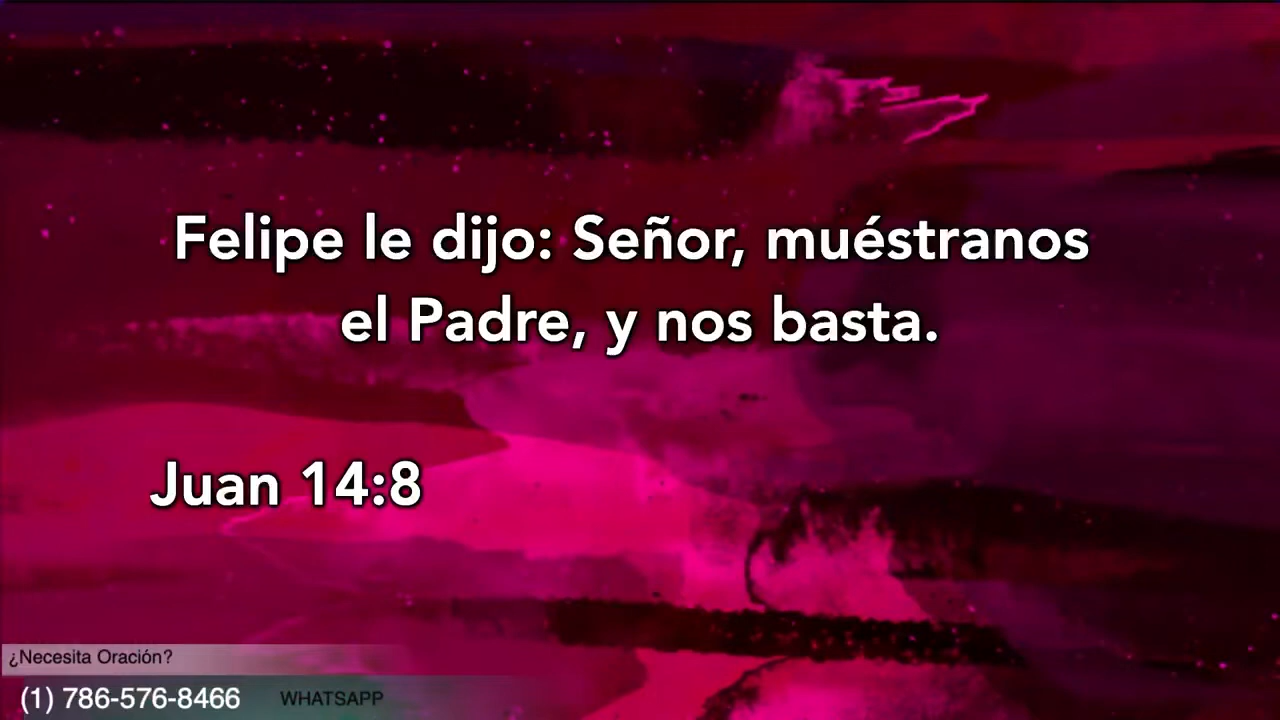 Felipe le dijo: Señor, muéstranos
el Padre, y nos basta.
Juan 14:8
¿Necesita Oración?
(1) 786-576-8466 WHATSAPP